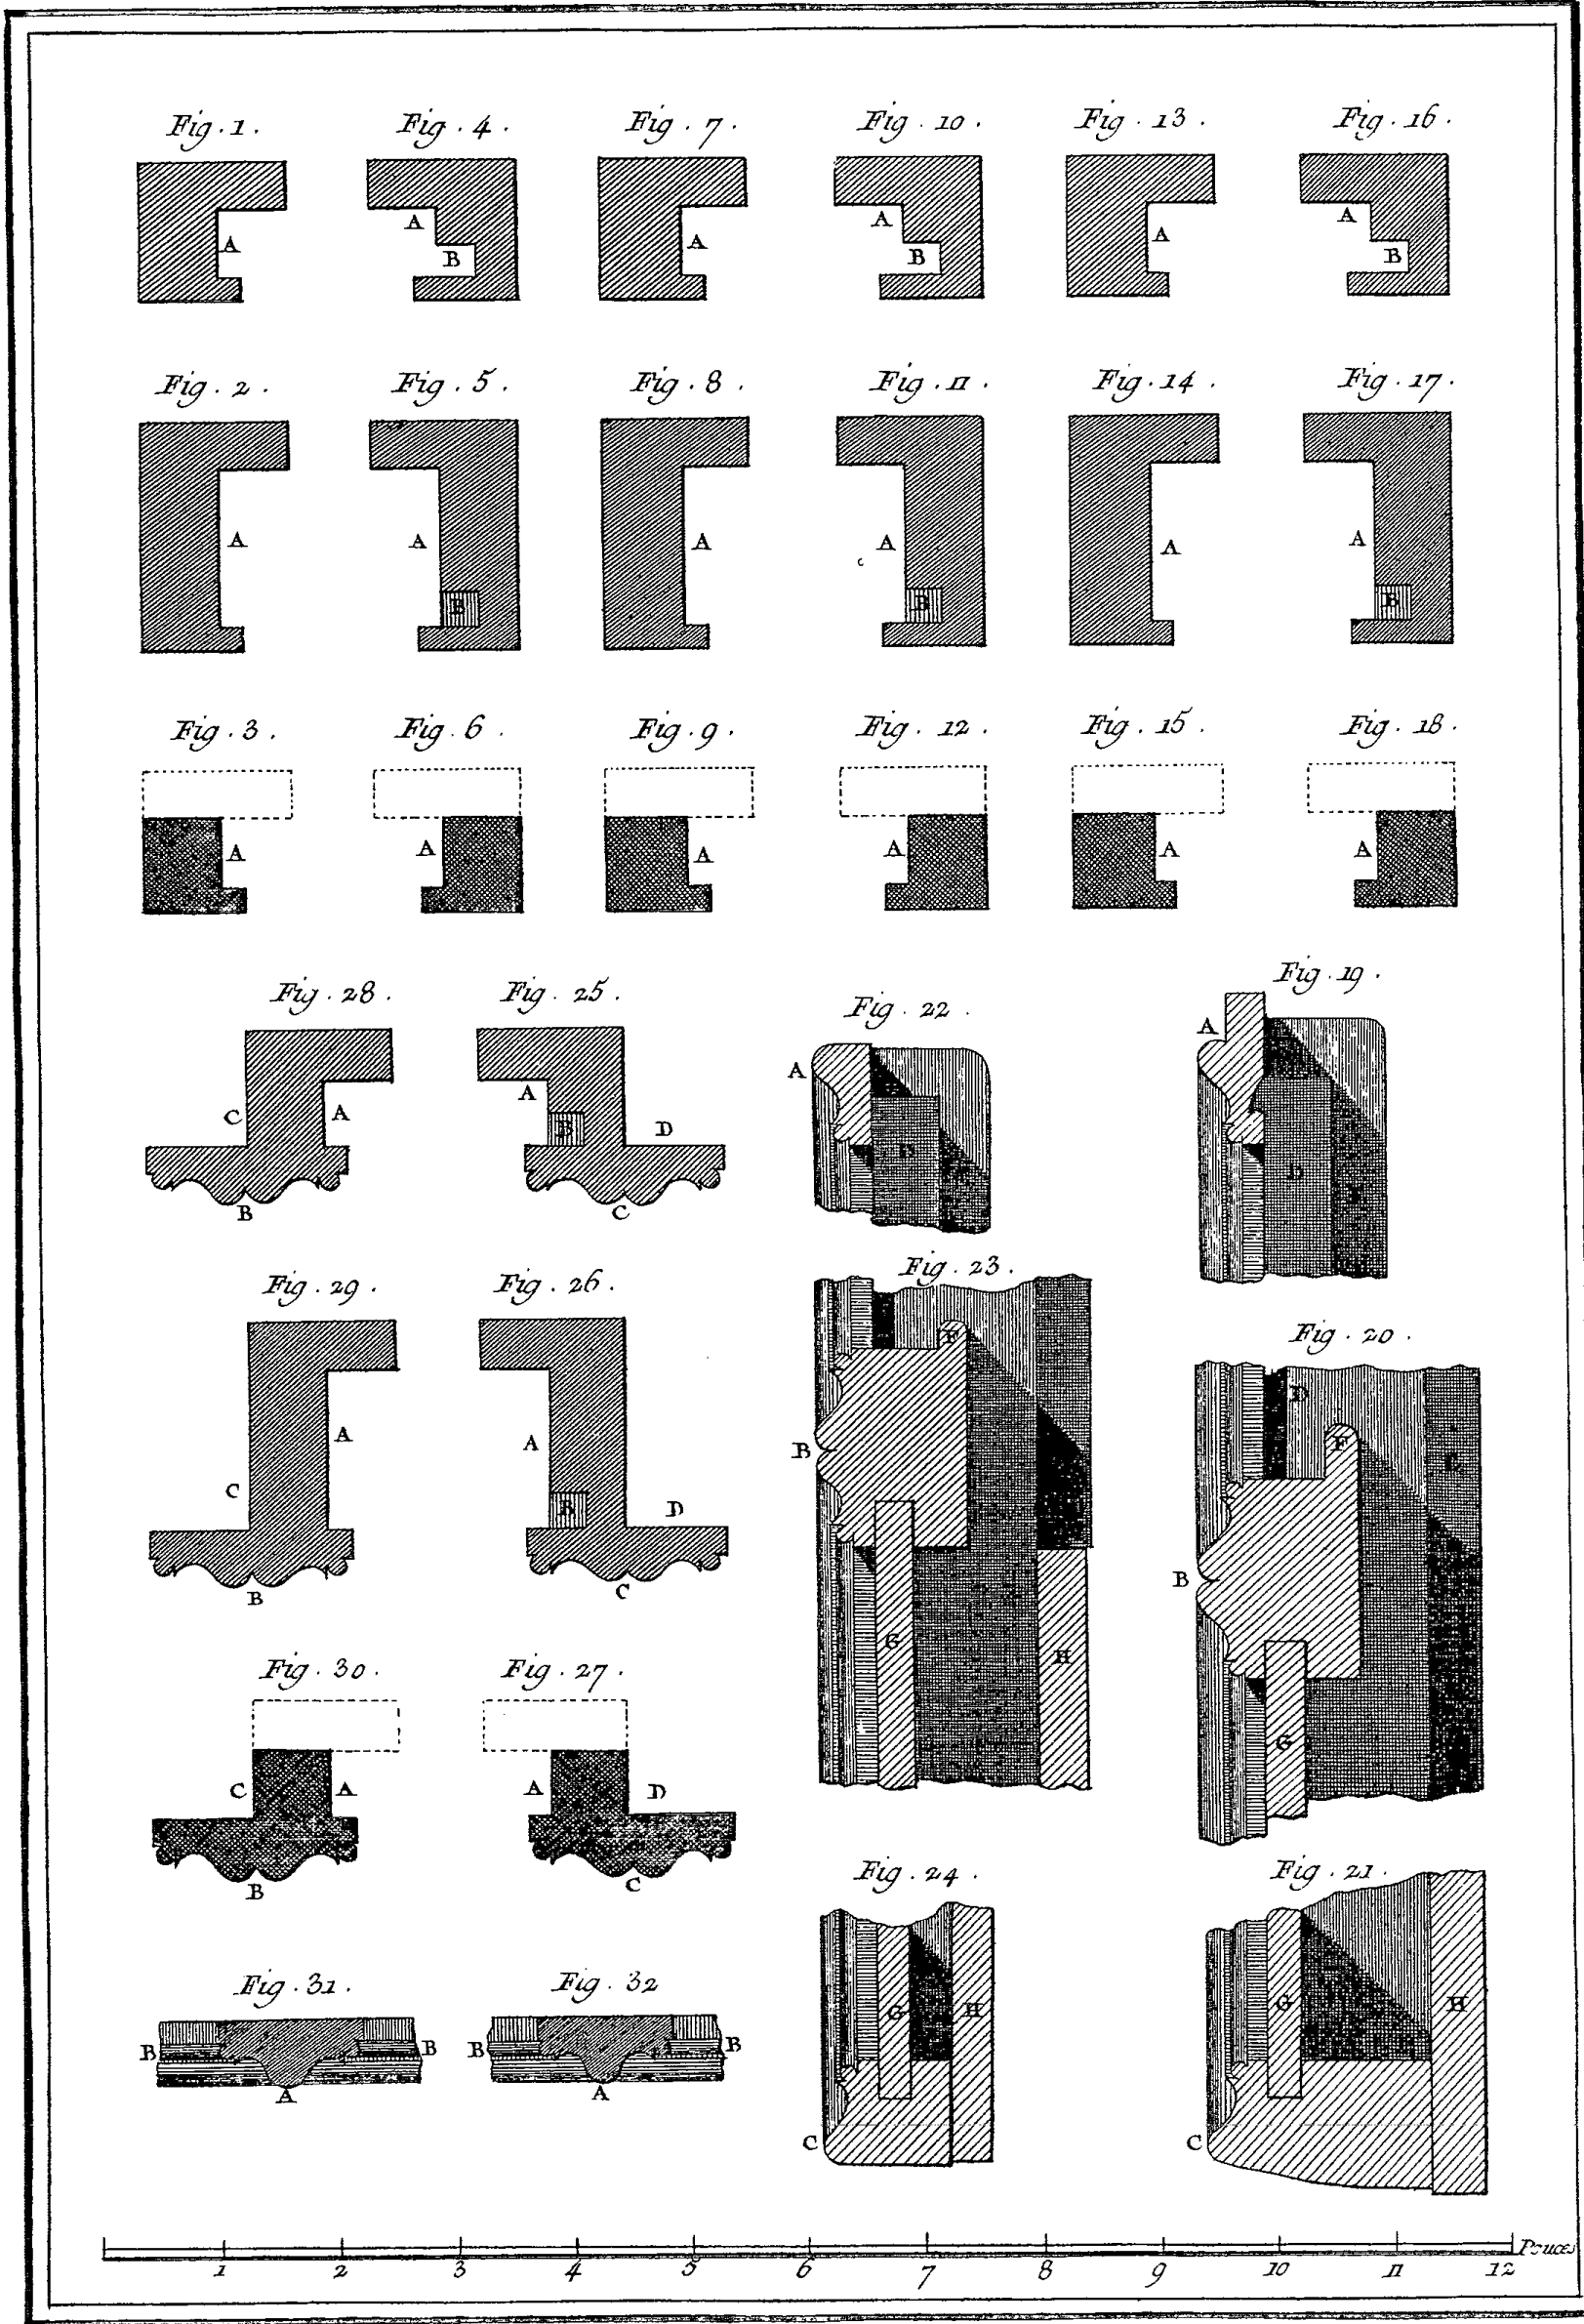 Fig. 1. Fig. 4. Fig. 7. Fig. 10. Fig. 13. Fig. 16.
A A A A A A
B B B
Fig. 2. Fig. 5. Fig. 8. Fig. 11. Fig. 14. Fig. 17.
A A A A A A
B B B
Fig. 3. Fig. 6. Fig. 9. Fig. 12. Fig. 15. Fig. 18.
A A A A A A
Fig. 28. Fig. 25. Fig. 22. Fig. 19.
C A A B D A D A D
B C
Fig. 29. Fig. 26. Fig. 23. Fig. 20.
C A A B D F B G H D F B G
B C
Fig. 30. Fig. 27. Fig. 24. Fig. 21.
C A A D G H G H
B C C C
Fig. 31. Fig. 32
B B B B
A A
1 2 3 4 5 6 7 8 9 10 11 12 Pouces